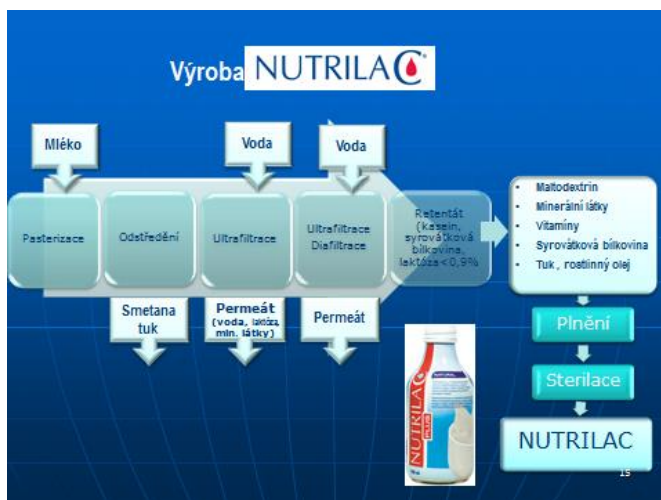 Výroba NUTRILAC
Mléko
Voda
Voda
Pasterizace
Odstředění
Ultrafiltrace
Ultrafiltrace
Diafiltrace
Retentát
(kasein,
syrovátková
bílkovina,
laktóza<0,9%
• Maltodextrin
• Minerální látky
• Vitamíny
• Syrovátková bílkovina
• Tuk , rostlinný olej
Smetana
tuk
Permeát
(voda, laktóza,
min. látky)
Permeát
Plnění
Sterilace
NUTRILAC
NUTRILAC
PLUS
15